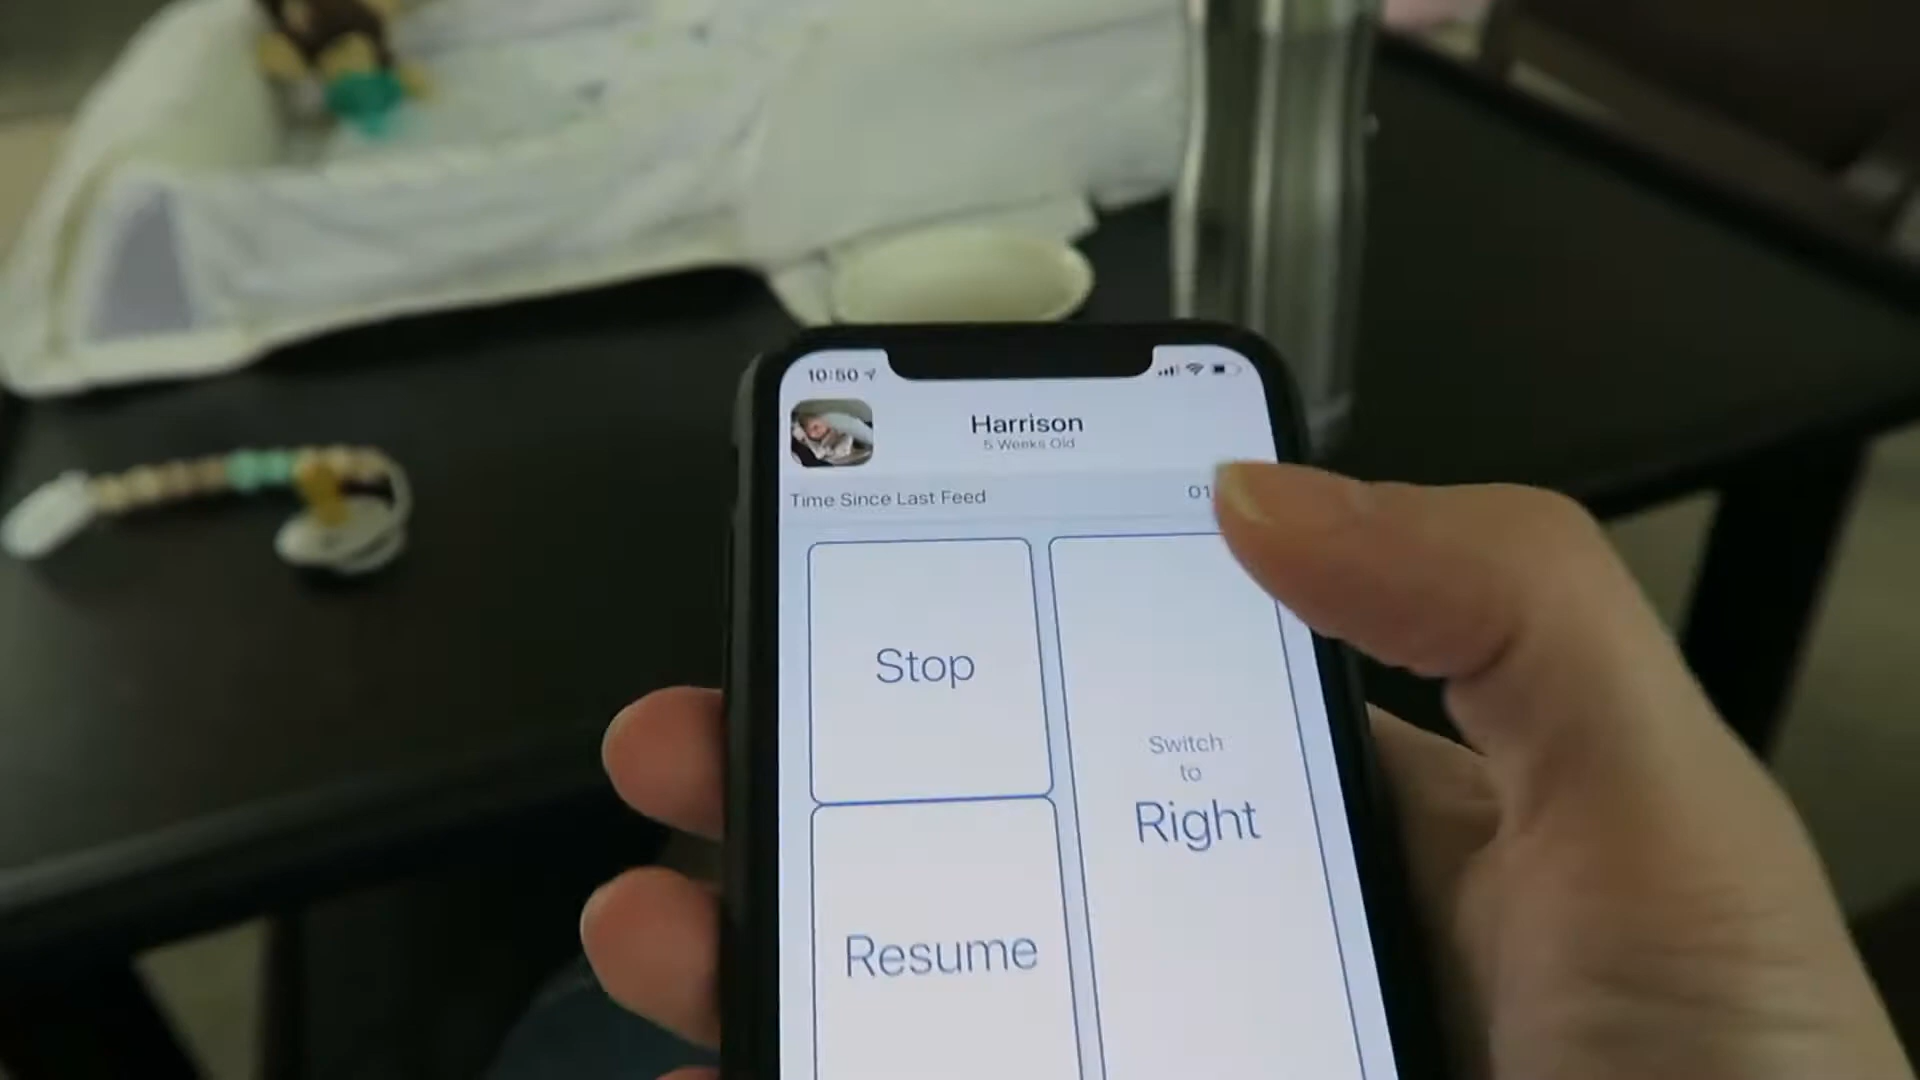 10:50
Harrison
5 Weeks Old
Time Since Last Feed 01
Stop
Switch
to
Right
Resume